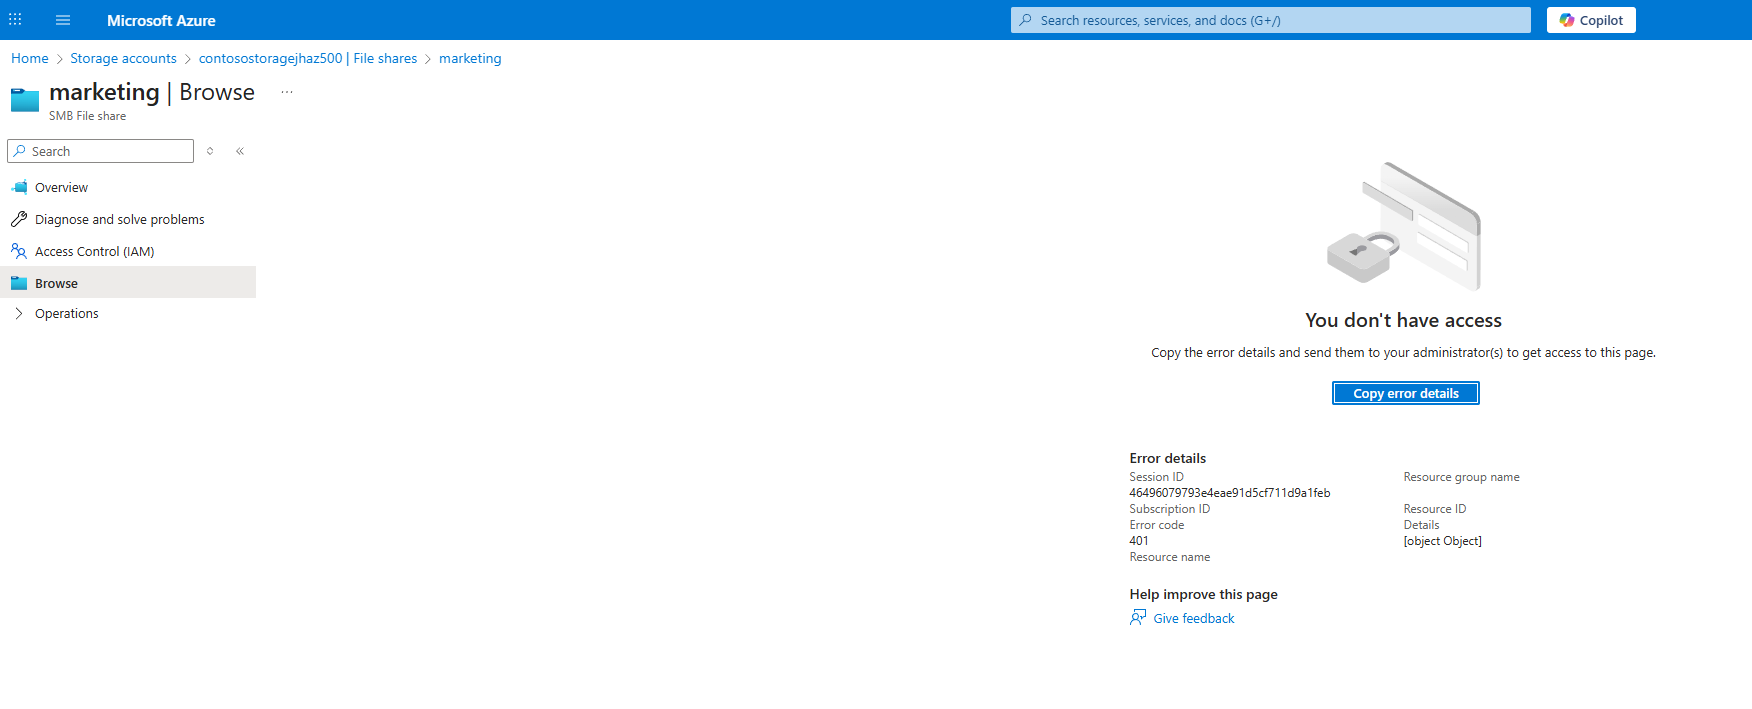 Microsoft Azure
Search resources, services, and docs (G+/)
Copilot
Home > Storage accounts > contosostoragejhaz500 | File shares > marketing
marketing | Browse ...
SMB File share
Search
Overview
Diagnose and solve problems
Access Control (IAM)
Browse
Operations
You don't have access
Copy the error details and send them to your administrator(s) to get access to this page.
Copy error details
Error details
Session ID
46496079793e4eae91d5cf711d9a1feb
Resource group name
Subscription ID
Resource ID
Error code
401
Details
[object Object]
Resource name
Help improve this page
Give feedback